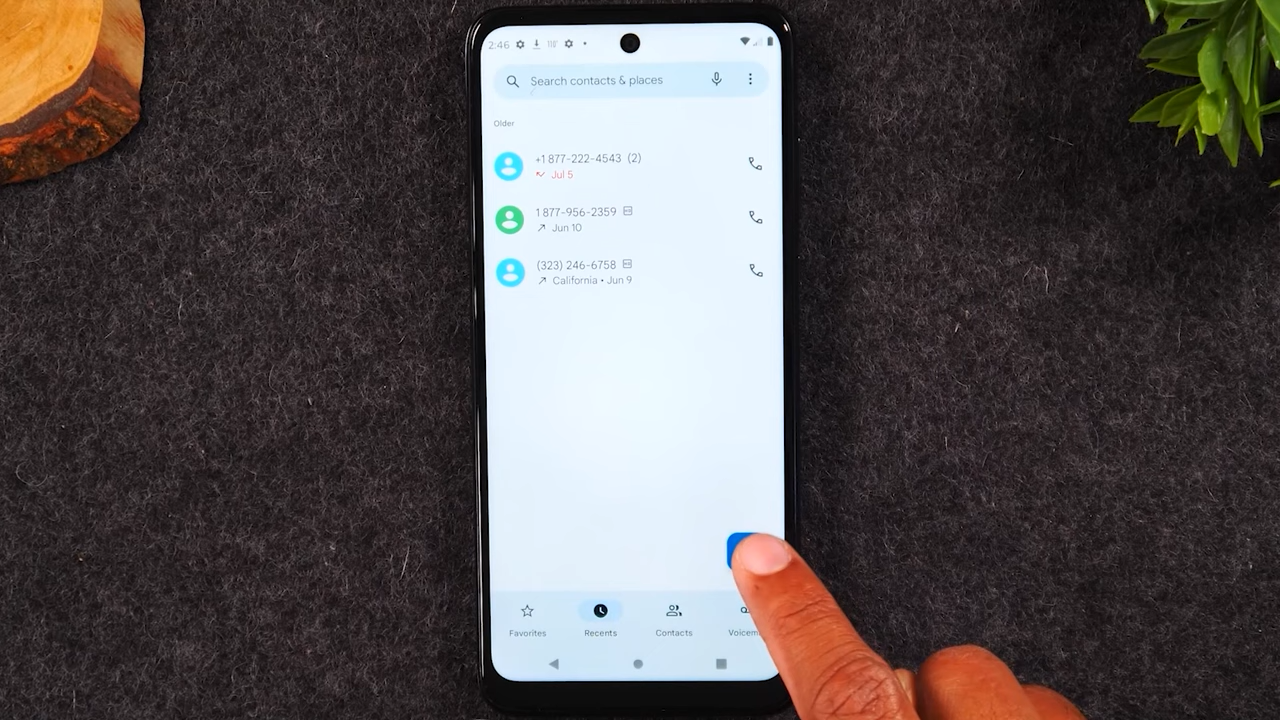 2:46 118°
Search contacts & places
Older
+1 877-222-4543 (2)
Jul 5
1 877-956-2359
Jun 10
(323) 246-6758
California • Jun 9
Favorites Recents Contacts